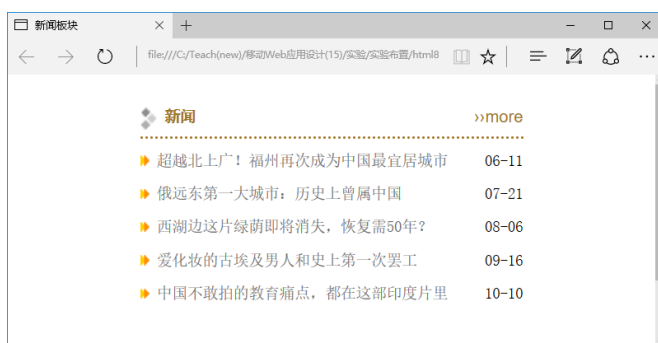 新闻板块
file:///C:/Teach(new)/移动Web应用设计(15)/实验/实验布置/html8
新闻 ››more
超越北上广！福州再次成为中国最宜居城市 06-11
俄远东第一大城市：历史上曾属中国 07-21
西湖边这片绿荫即将消失，恢复需50年？ 08-06
爱化妆的古埃及男人和史上第一次罢工 09-16
中国不敢拍的教育痛点，都在这部印度片里 10-10